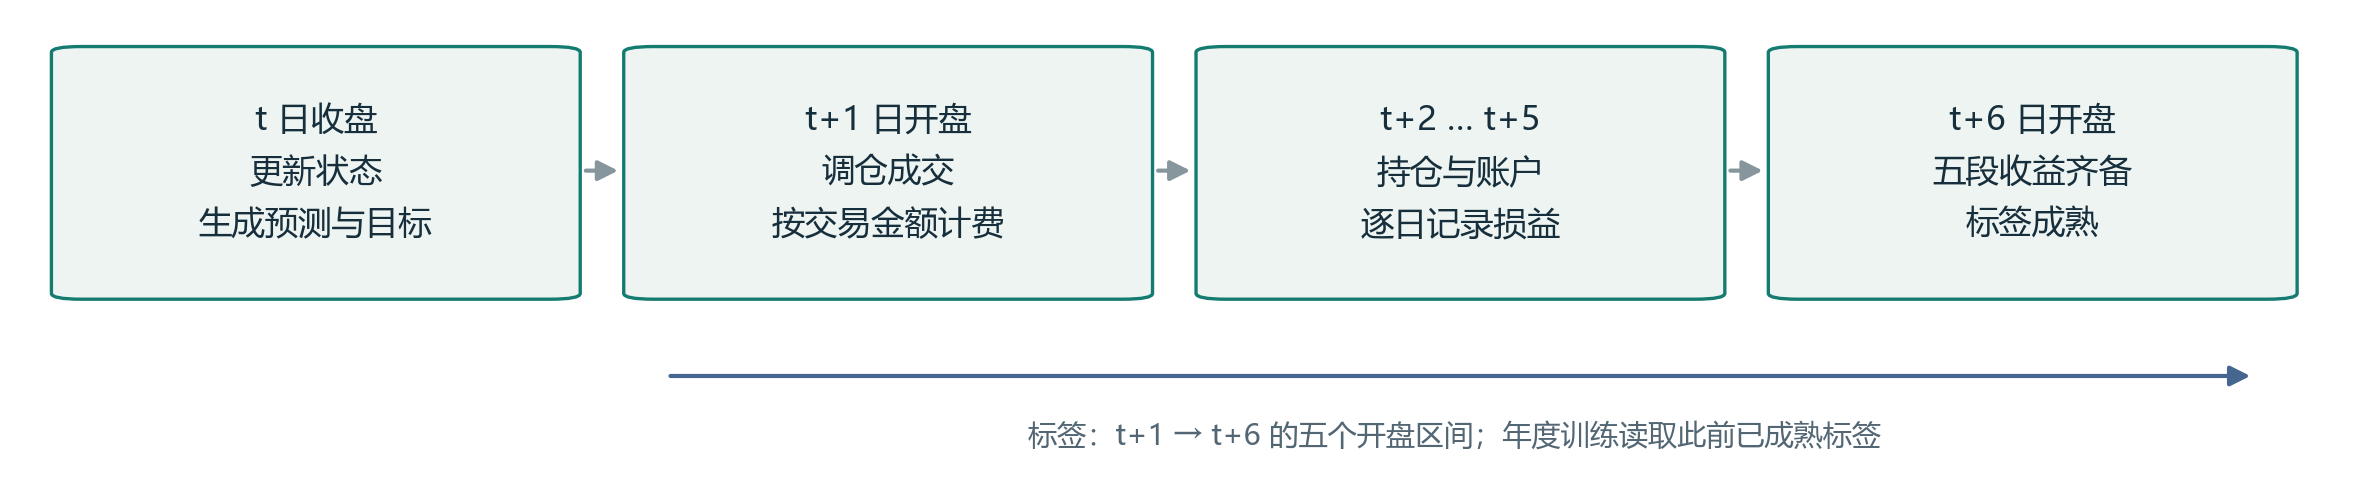 t 日收盘
更新状态
生成预测与目标
t+1 日开盘
调仓成交
按交易金额计费
t+2 … t+5
持仓与账户
逐日记录损益
t+6 日开盘
五段收益齐备
标签成熟
标签：t+1 → t+6 的五个开盘区间；年度训练读取此前已成熟标签